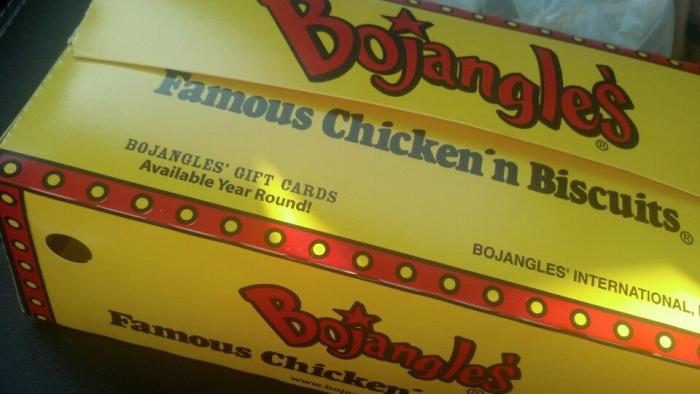 Bojangles'®
Famous Chicken 'n Biscuits®
BOJANGLES' GIFT CARDS
Available Year Round!
BOJANGLES' INTERNATIONAL,
Bojangles'®
Famous Chicken